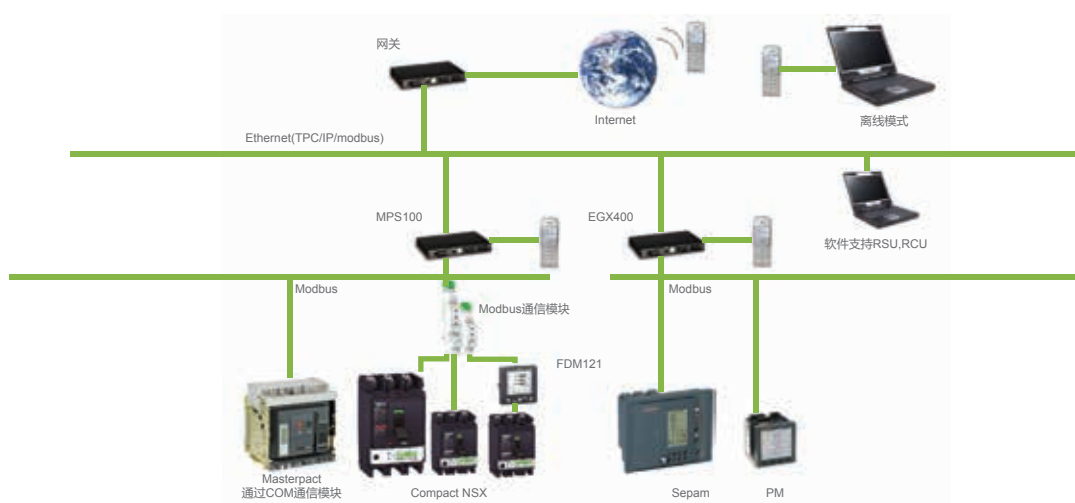 网关
Internet
离线模式
Ethernet(TPC/IP/modbus)
MPS100
EGX400
软件支持RSU,RCU
Modbus
Modbus通信模块
Modbus
FDM121
Masterpact
通过COM通信模块
Compact NSX
Sepam
PM